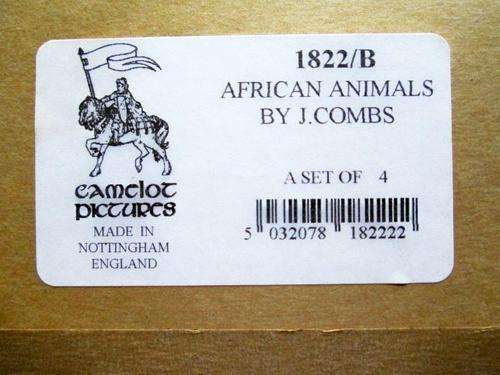 1822/B
AFRICAN ANIMALS
BY J.COMBS
A SET OF 4
5 032078 182222
camelot
pictures
MADE IN
NOTTINGHAM
ENGLAND